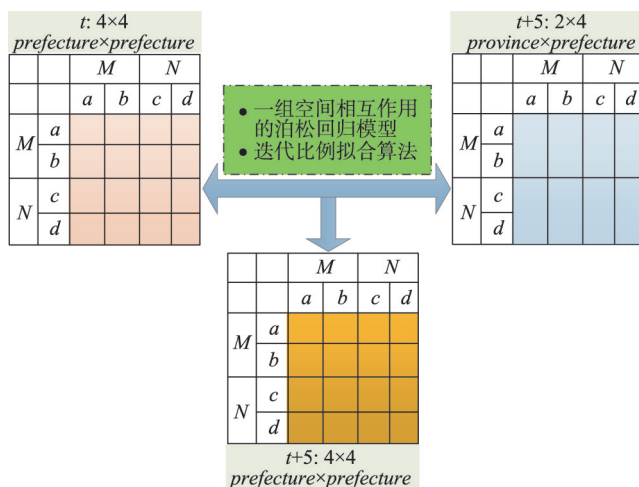 t: 4×4
prefecture×prefecture
M N
a b c d
M
a
b
N
c
d
• 一组空间相互作用
的泊松回归模型
• 迭代比例拟合算法
t+5: 2×4
province×prefecture
M N
a b c d
M
a
b
N
c
d
M N
a b c d
M
a
b
N
c
d
t+5: 4×4
prefecture×prefecture